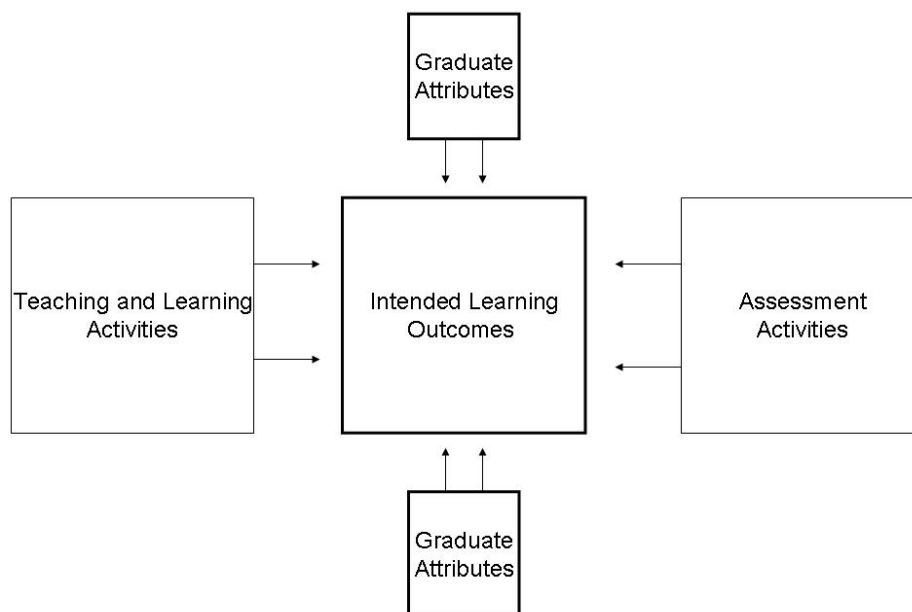 Graduate
Attributes
Teaching and Learning
Activities
Intended Learning
Outcomes
Assessment
Activities
Graduate
Attributes